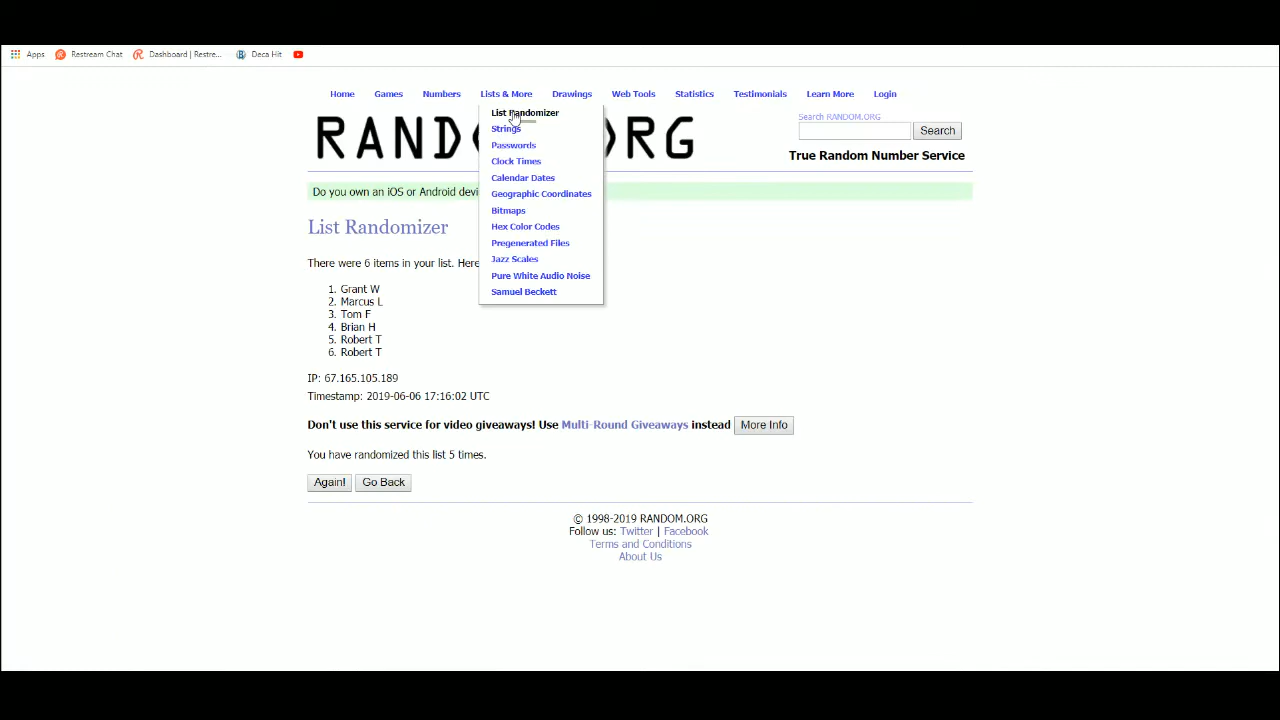 Apps Restream Chat Dashboard | Restre... Deca Hit
Home Games Numbers Lists & More Drawings Web Tools Statistics Testimonials Learn More Login
List Randomizer
Strings
Passwords
Clock Times
Calendar Dates
Geographic Coordinates
Bitmaps
Hex Color Codes
Pregenerated Files
Jazz Scales
Pure White Audio Noise
Samuel Beckett
RAND RG
Search RANDOM.ORG
Search
True Random Number Service
Do you own an iOS or Android devi
List Randomizer
There were 6 items in your list. Here
1. Grant W
2. Marcus L
3. Tom F
4. Brian H
5. Robert T
6. Robert T
IP: 67.165.105.189
Timestamp: 2019-06-06 17:16:02 UTC
Don't use this service for video giveaways! Use Multi-Round Giveaways instead More Info
You have randomized this list 5 times.
Again! Go Back
© 1998-2019 RANDOM.ORG
Follow us: Twitter | Facebook
Terms and Conditions
About Us